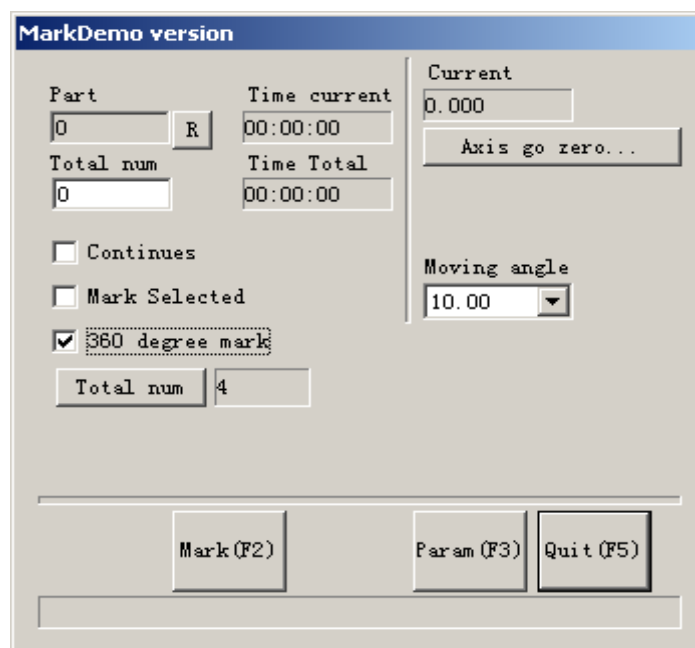 MarkDemo version
Part
Time current
0
R
00:00:00
Total num
Time Total
0
00:00:00
Continues
Mark Selected
360 degree mark
Total num
4
Current
0.000
Axis go zero...
Moving angle
10.00
Mark(F2)
Param(F3)
Quit(F5)